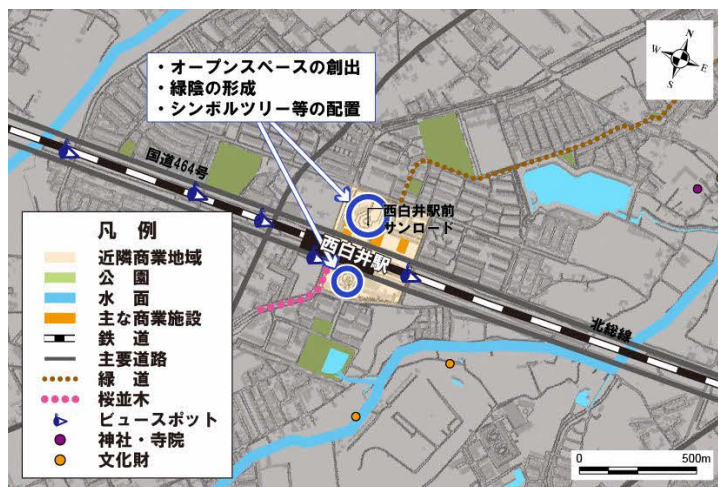 ・オープンスペースの創出
・緑陰の形成
・シンボルツリー等の配置
N
W
E
S
国道464号
西白井駅前
サンロード
西白井駅
北総線
凡 例
近隣商業地域
公 園
水 面
主な商業施設
鉄 道
主要道路
緑 道
桜並木
ビュースポット
神社・寺院
文化財
0
500m